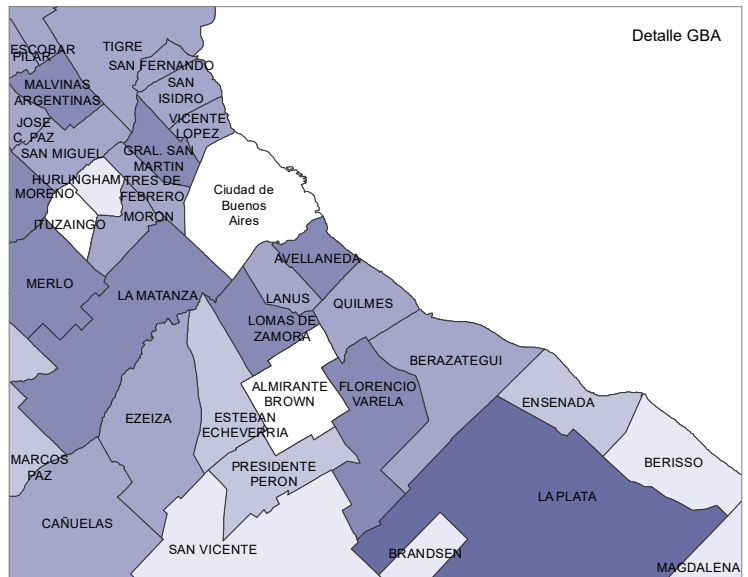 Detalle GBA
ESCOBAR
PILAR
TIGRE
SAN FERNANDO
MALVINAS
ARGENTINAS
SAN
ISIDRO
JOSE
C. PAZ
VICENTE
LOPEZ
SAN MIGUEL
GRAL. SAN
MARTIN
HURLINGHAM
TRES DE
FEBRERO
MORENO
ITUZAINGO
MORON
Ciudad de
Buenos
Aires
AVELLANEDA
MERLO
LA MATANZA
LANUS
QUILMES
LOMAS DE
ZAMORA
BERAZATEGUI
ALMIRANTE
BROWN
FLORENCIO
VARELA
ENSENADA
EZEIZA
ESTEBAN
ECHEVERRIA
MARCOS
PAZ
PRESIDENTE
PERON
BERISSO
LA PLATA
CAÑUELAS
SAN VICENTE
BRANDSEN
MAGDALENA